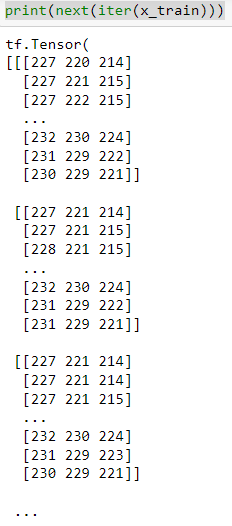 print(next(iter(x_train)))
tf.Tensor(
[[[227 220 214]
[227 221 215]
[227 222 215]
...
[232 230 224]
[231 229 222]
[230 229 221]]
[[227 221 214]
[227 221 215]
[228 221 215]
...
[232 230 224]
[231 229 222]
[231 229 221]]
[[227 221 214]
[227 221 214]
[227 221 215]
...
[232 230 224]
[231 229 223]
[230 229 221]]
...